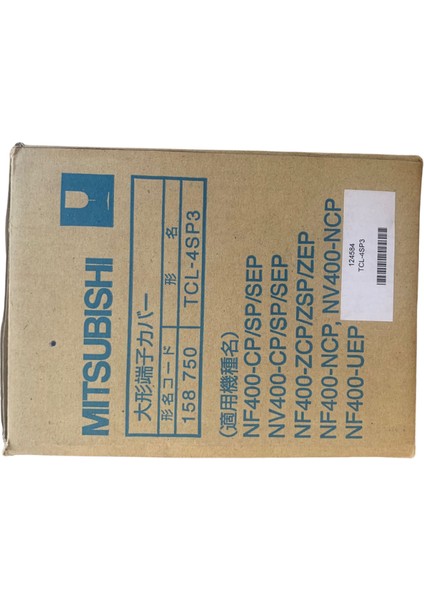 MITSUBISHI
大形端子カバー
形名コード 形 名
158 750 TCL-4SP3
(適用機種名)
NF400-CP/SP/SEP
NV400-CP/SP/SEP
NF400-ZCP/ZSP/ZEP
NF400-NCP, NV400-NCP
NF400-UEP
124584
TCL-4SP3